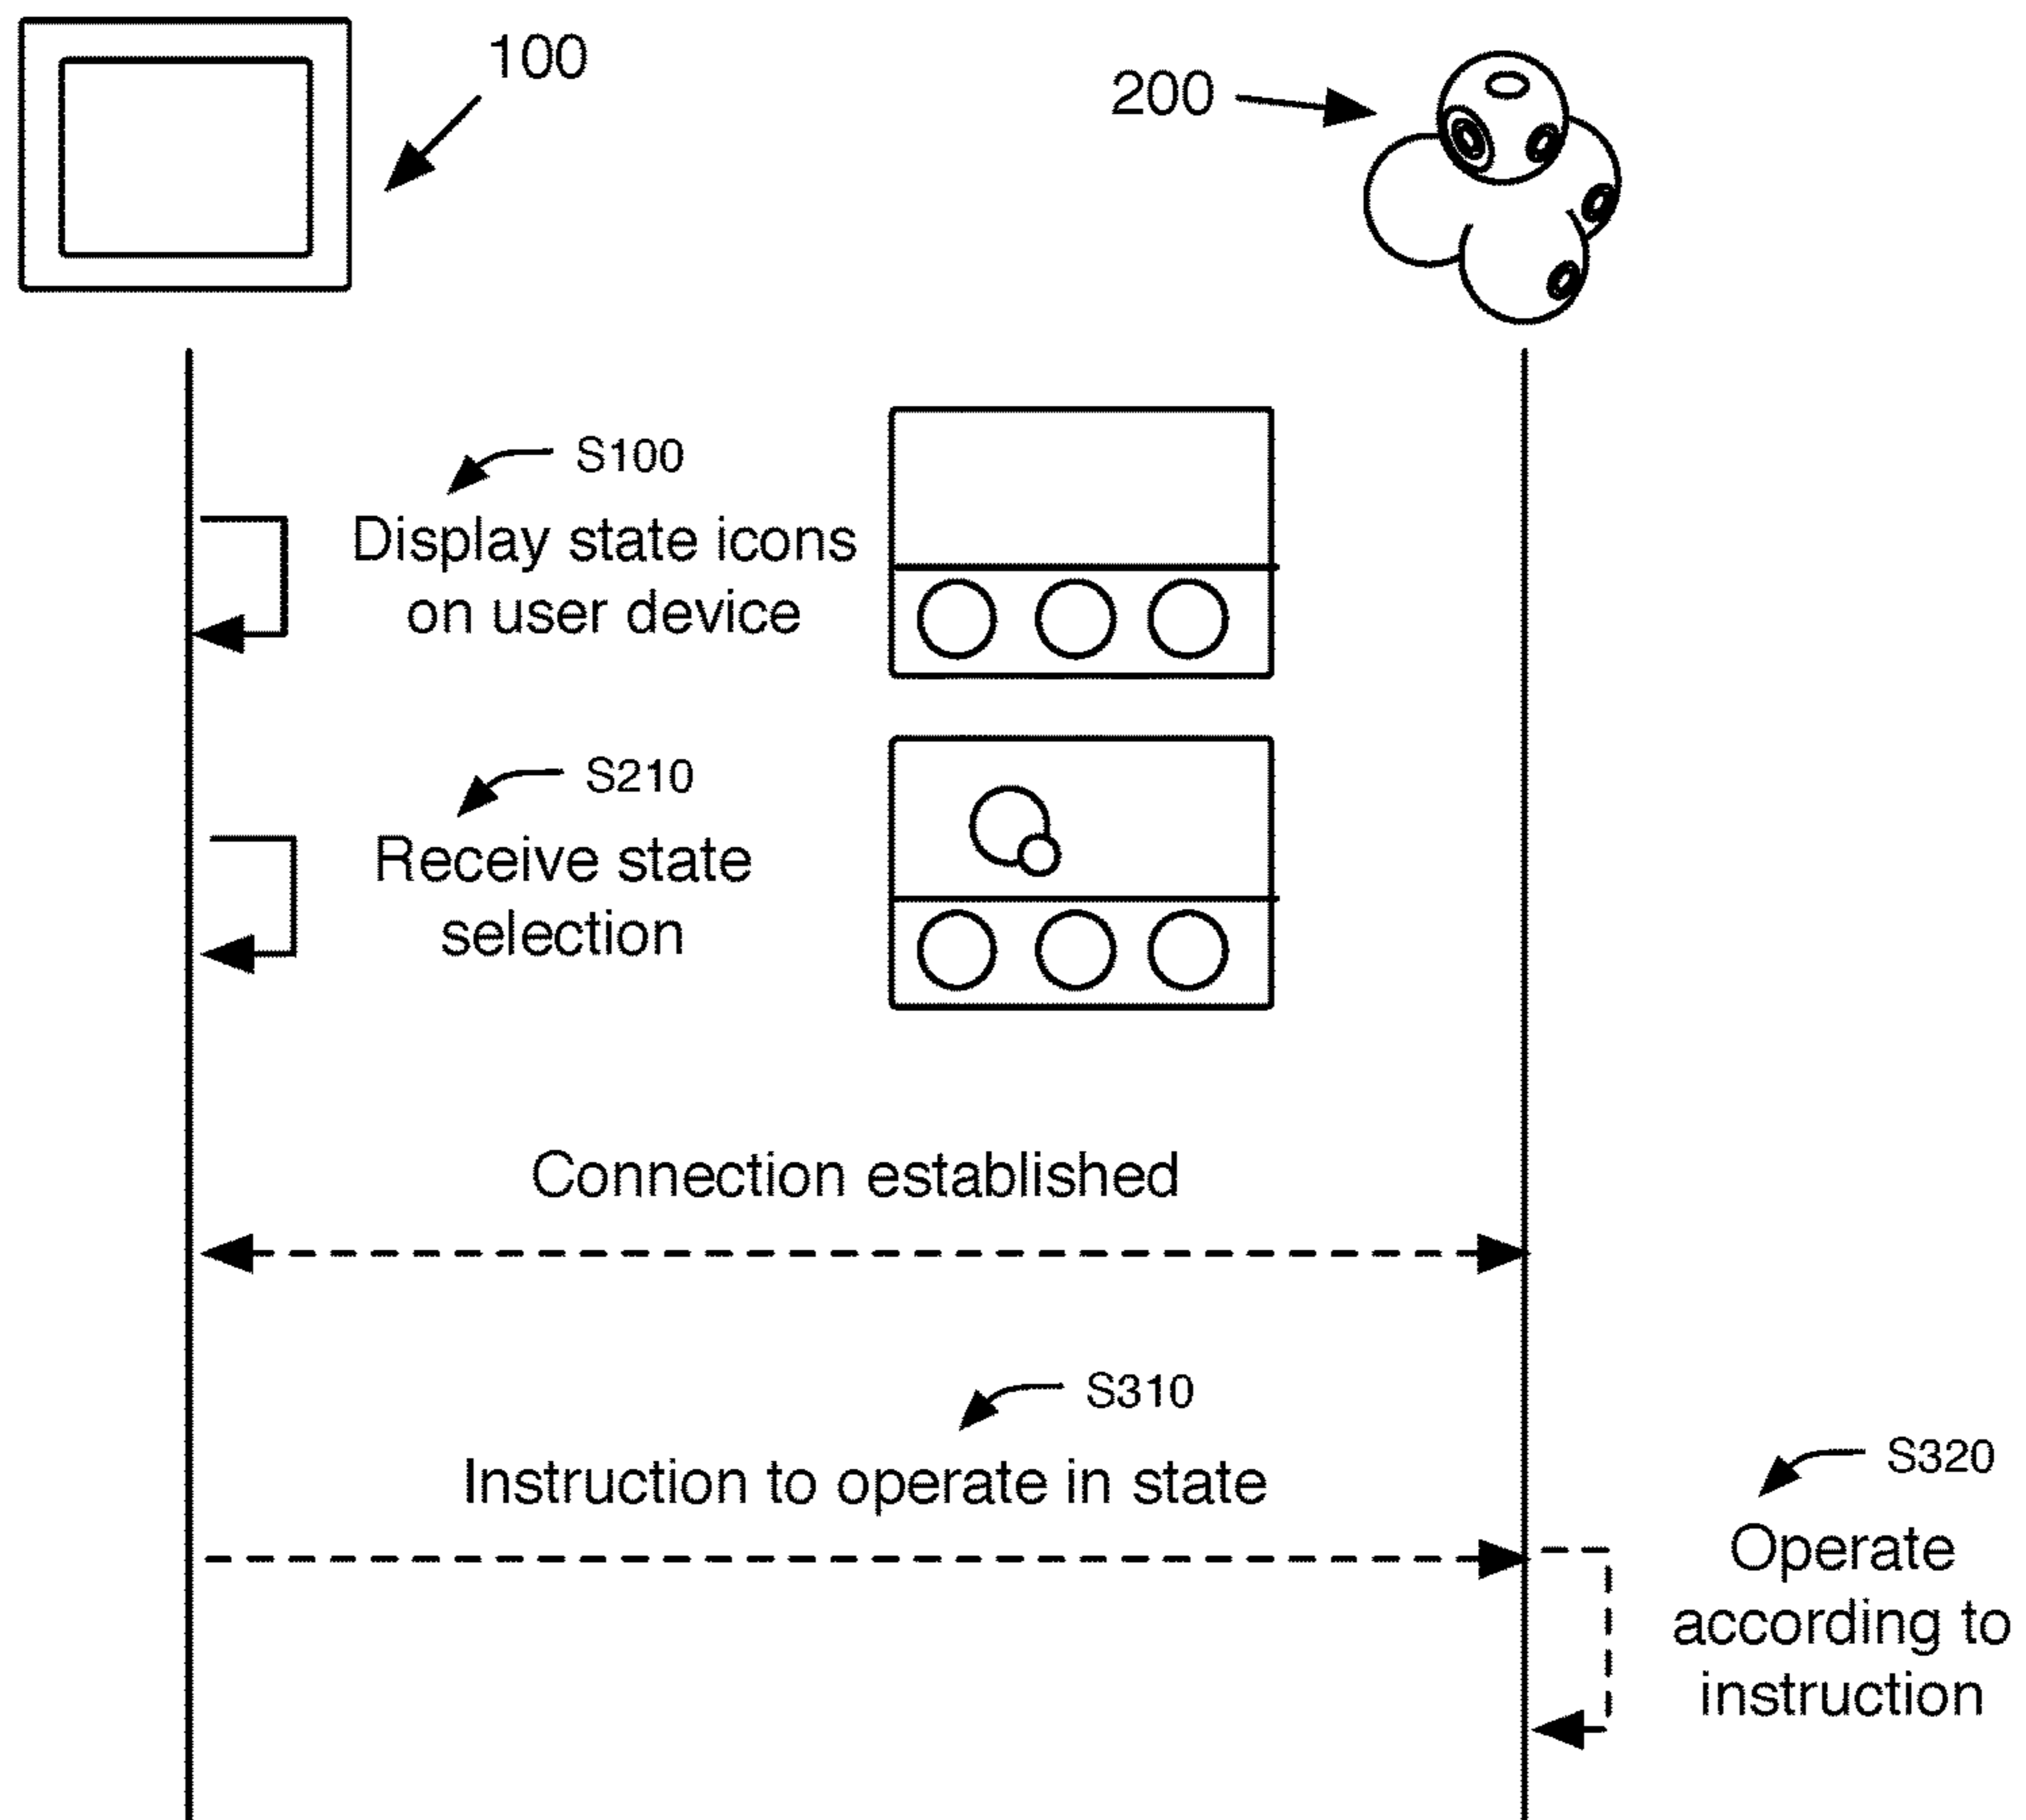 100
200
S100
Display state icons
on user device
S210
Receive state
selection
Connection established
S310
Instruction to operate in state
S320
Operate
according to
instruction